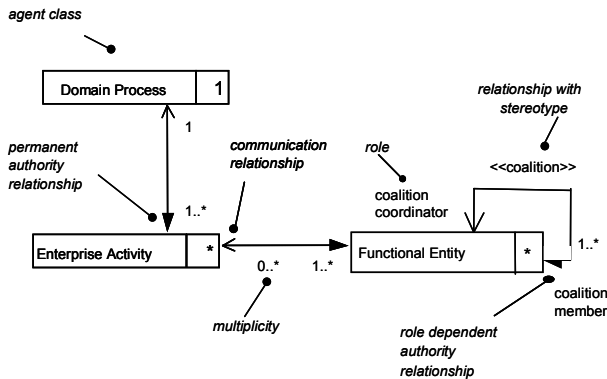 agent class
Domain Process 1
relationship with
stereotype
1
permanent
authority
relationship
communication
relationship
role
<<coalition>>
coalition
coordinator
1..*
Enterprise Activity *
Functional Entity *
1..*
0..*
1..*
coalition
member
multiplicity
role dependent
authority
relationship